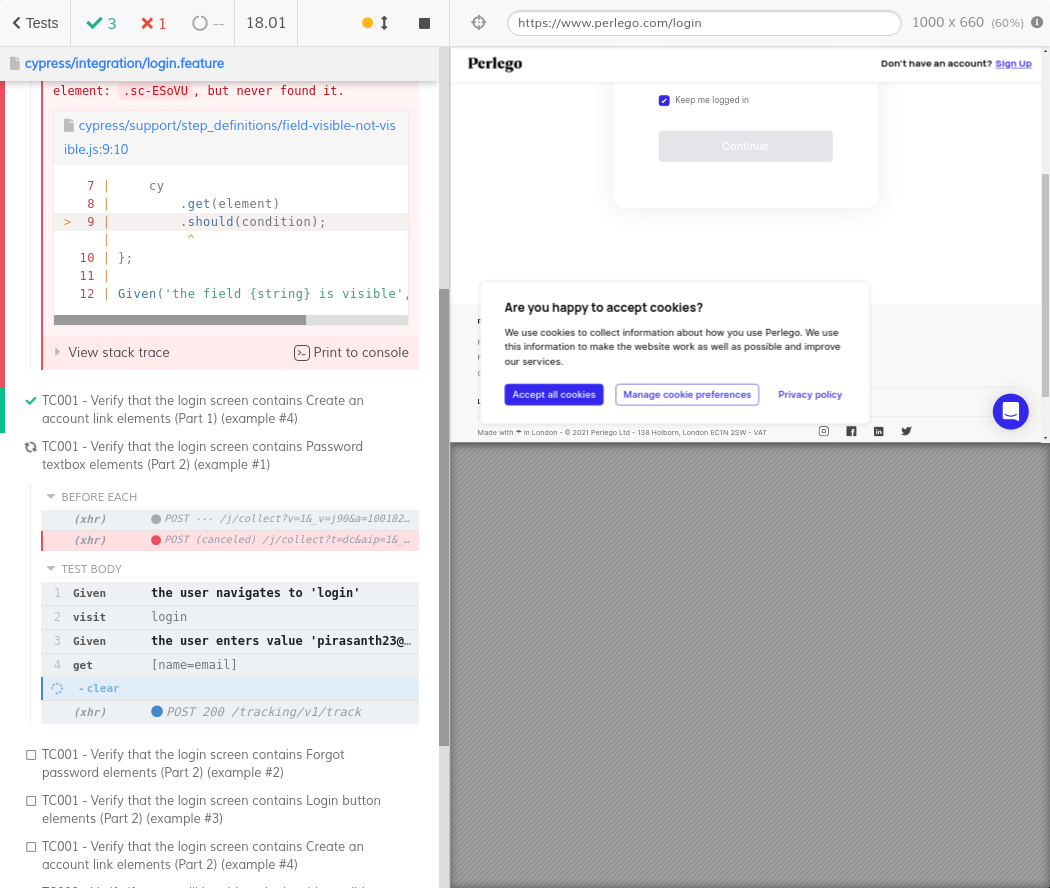 Tests
3
1
--
18.01
https://www.perlego.com/login
1000 x 660 (60%)
cypress/integration/login.feature
element: .sc-ESoVU, but never found it.
cypress/support/step_definitions/field-visible-not-vis
ible.js:9:10
7 | cy
8 | .get(element)
> 9 | .should(condition);
| ^
10 | };
11 |
12 | Given('the field {string} is visible',
View stack trace
Print to console
TC001 - Verify that the login screen contains Create an
account link elements (Part 1) (example #4)
TC001 - Verify that the login screen contains Password
textbox elements (Part 2) (example #1)
BEFORE EACH
(xhr) POST --- /j/collect?v=1&_v=j90&a=100182…
(xhr) POST (canceled) /j/collect?t=dc&aip=1&_…
TEST BODY
1 Given the user navigates to 'login'
2 visit login
3 Given the user enters value 'pirasanth23@…
4 get [name=email]
- clear
(xhr) POST 200 /tracking/v1/track
TC001 - Verify that the login screen contains Forgot
password elements (Part 2) (example #2)
TC001 - Verify that the login screen contains Login button
elements (Part 2) (example #3)
TC001 - Verify that the login screen contains Create an
account link elements (Part 2) (example #4)
Perlego
Don't have an account? Sign Up
Keep me logged in
Continue
Are you happy to accept cookies?
We use cookies to collect information about how you use Perlego. We use
this information to make the website work as well as possible and improve
our services.
Accept all cookies
Manage cookie preferences
Privacy policy
Made with ☂ in London - © 2021 Perlego Ltd - 138 Holborn, London EC1N 2SW - VAT